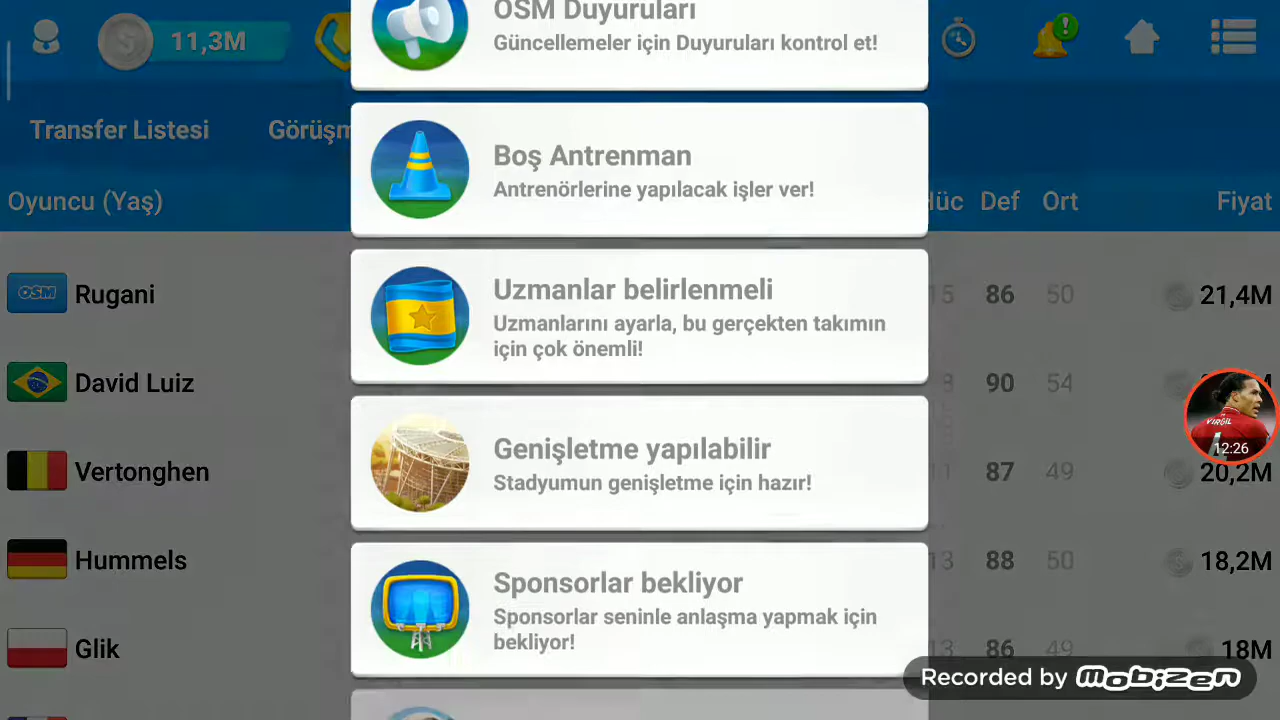 OSM Duyuruları
Güncellemeler için Duyuruları kontrol et!
11,3M
Transfer Listesi
Boş Antrenman
Antrenörlerine yapılacak işler ver!
Oyuncu (Yaş)
Def
Ort
Fiyat
OSM
Rugani
86
50
21,4M
Uzmanlar belirlenmeli
Uzmanlarını ayarla, bu gerçekten takımın
için çok önemli!
David Luiz
90
54
Vertonghen
87
49
20,2M
VIRGIL
12:26
Genişletme yapılabilir
Stadyumun genişletme için hazır!
Hummels
13
88
50
18,2M
Sponsorlar bekliyor
Sponsorlar seninle anlaşma yapmak için
bekliyor!
Glik
13
86
49
18M
Recorded by Mobizen